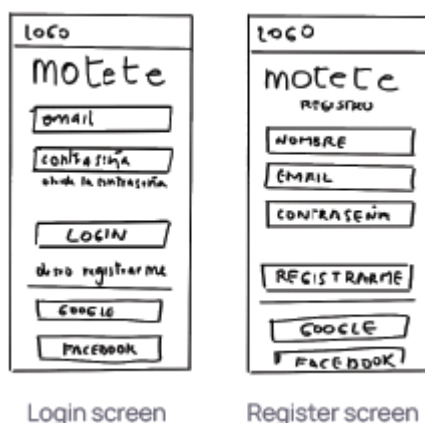 LOGO
motete
email
contraseña
olvidé la contraseña
LOGIN
deseo registrarme
GOOGLE
FACEBOOK
Login screen
LOGO
motete
REGISTRO
NOMBRE
EMAIL
CONTRASEÑA
REGISTRARME
GOOGLE
FACEBOOK
Register screen